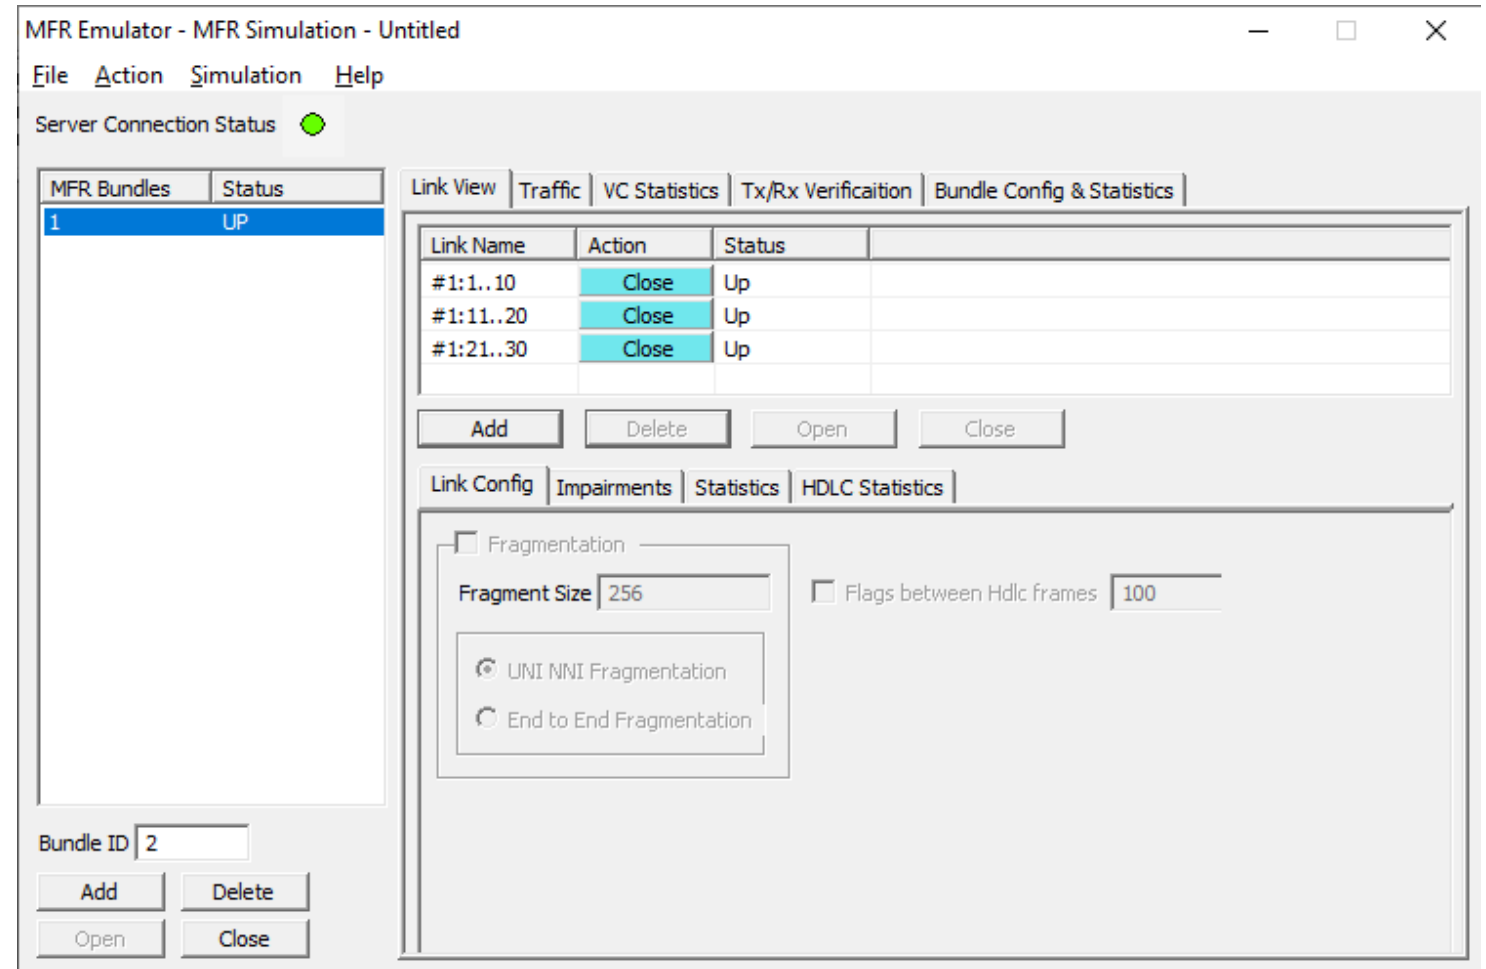 MFR Emulator - MFR Simulation - Untitled
File Action Simulation Help
Server Connection Status
MFR Bundles Status
1 UP
Bundle ID 2
Add Delete
Open Close
Link View Traffic VC Statistics Tx/Rx Verificaition Bundle Config & Statistics
Link Name Action Status
#1:1..10 Close Up
#1:11..20 Close Up
#1:21..30 Close Up
Add Delete Open Close
Link Config Impairments Statistics HDLC Statistics
Fragmentation
Fragment Size 256
UNI NNI Fragmentation
End to End Fragmentation
Flags between Hdlc frames 100